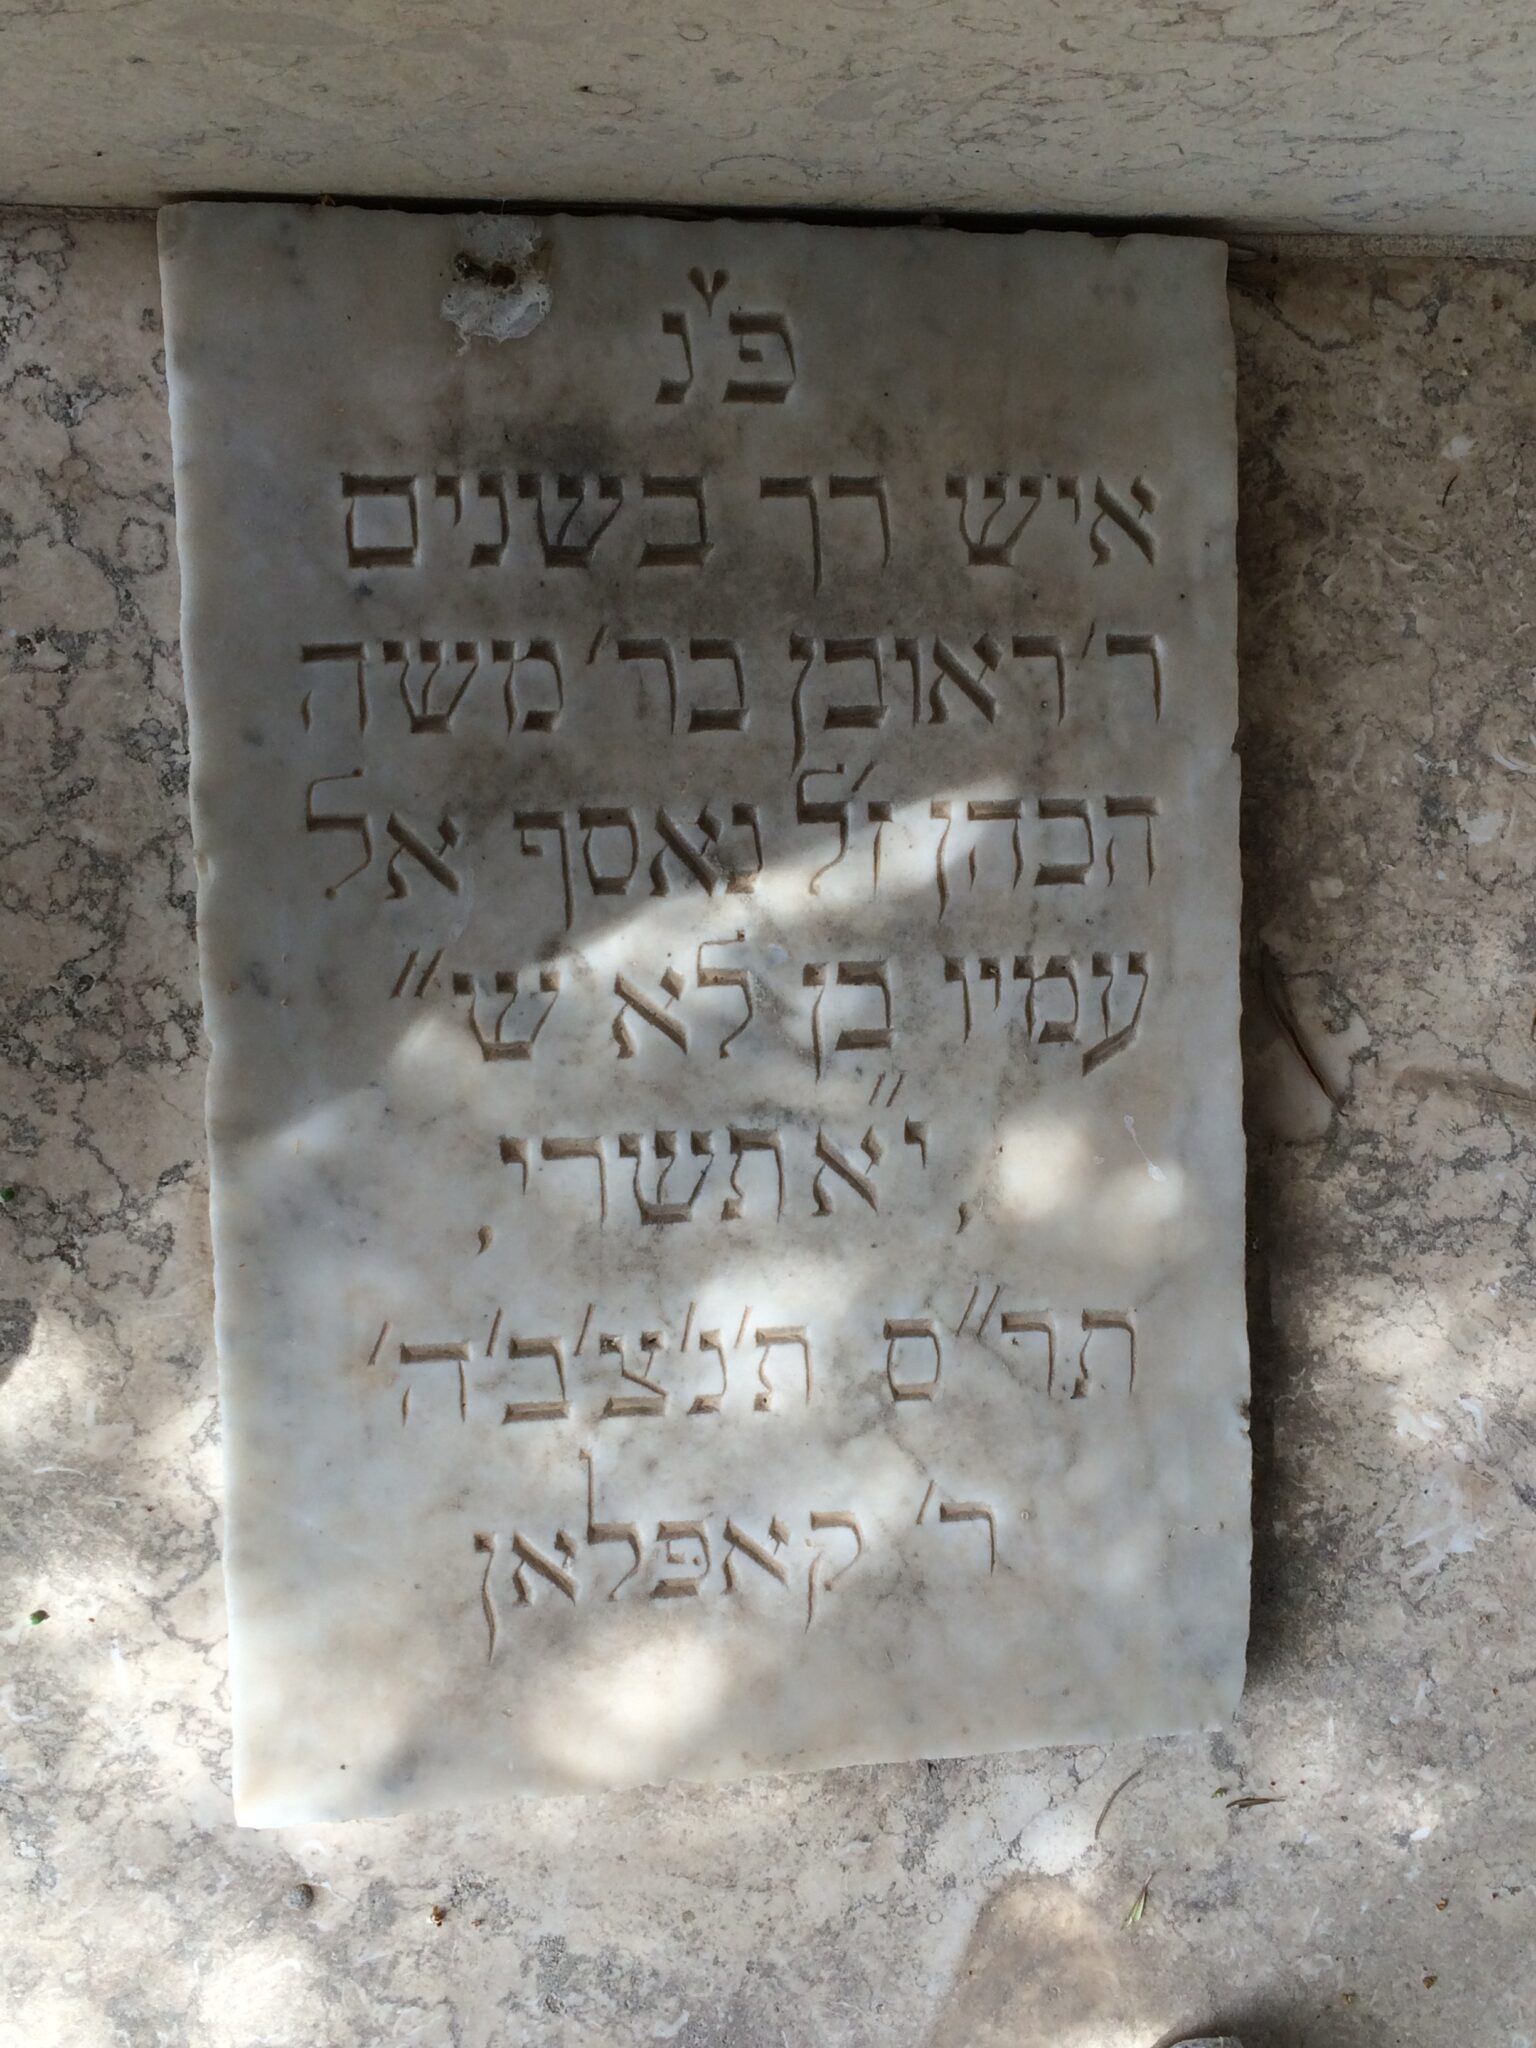 פ"נ
איש רך בשנים
ר' ראובן בר' משה
הכהן ז"ל נאסף אל
עמיו בן לא ש"
י"א תשרי,
תר"ס ת'נ'צ'ב'ה'
ר' קאפלאן